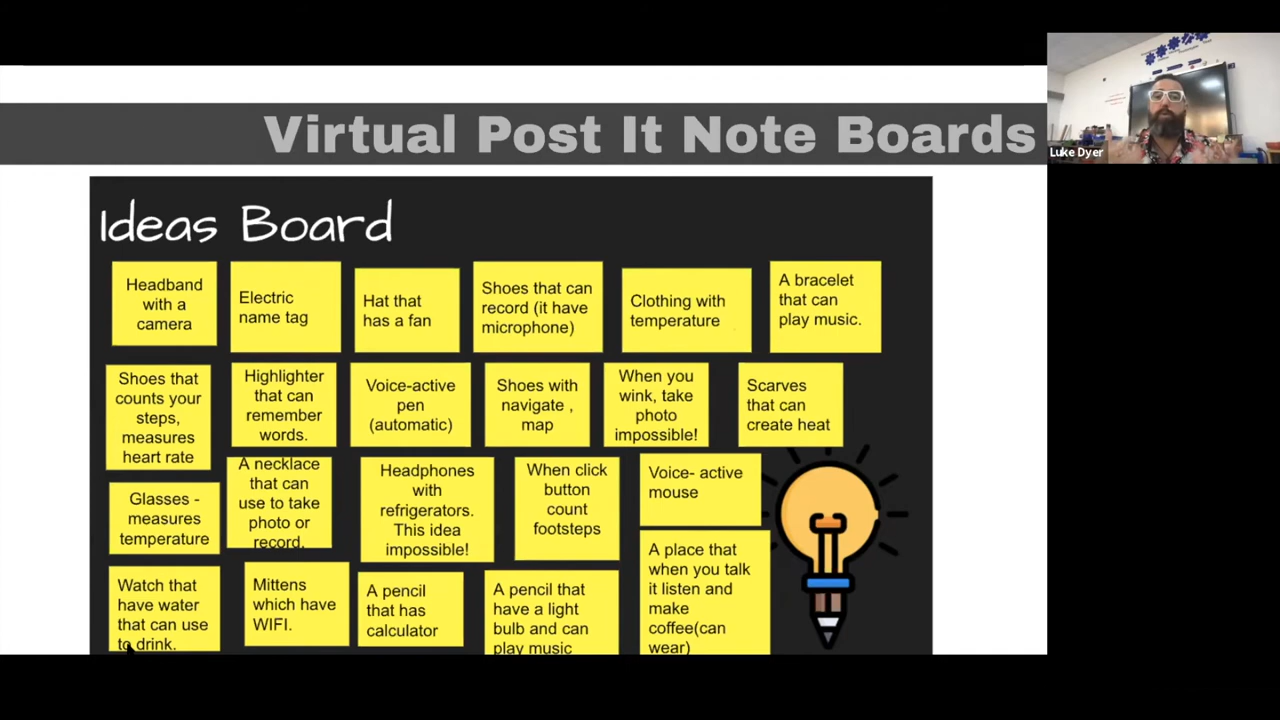 Virtual Post It Note Boards
Luke Dyer
Ideas Board
Headband
with a
camera
Electric
name tag
Hat that
has a fan
Shoes that can
record (it have
microphone)
Clothing with
temperature
A bracelet
that can
play music.
Shoes that
counts your
steps,
measures
heart rate
Highlighter
that can
remember
words.
Voice-active
pen
(automatic)
Shoes with
navigate ,
map
When you
wink, take
photo
impossible!
Scarves
that can
create heat
Glasses -
measures
temperature
A necklace
that can
use to take
photo or
record.
Headphones
with
refrigerators.
This idea
impossible!
When click
button
count
footsteps
Voice- active
mouse
Watch that
have water
that can use
to drink.
Mittens
which have
WIFI.
A pencil
that has
calculator
A pencil that
have a light
bulb and can
play music
A place that
when you talk
it listen and
make
coffee(can
wear)